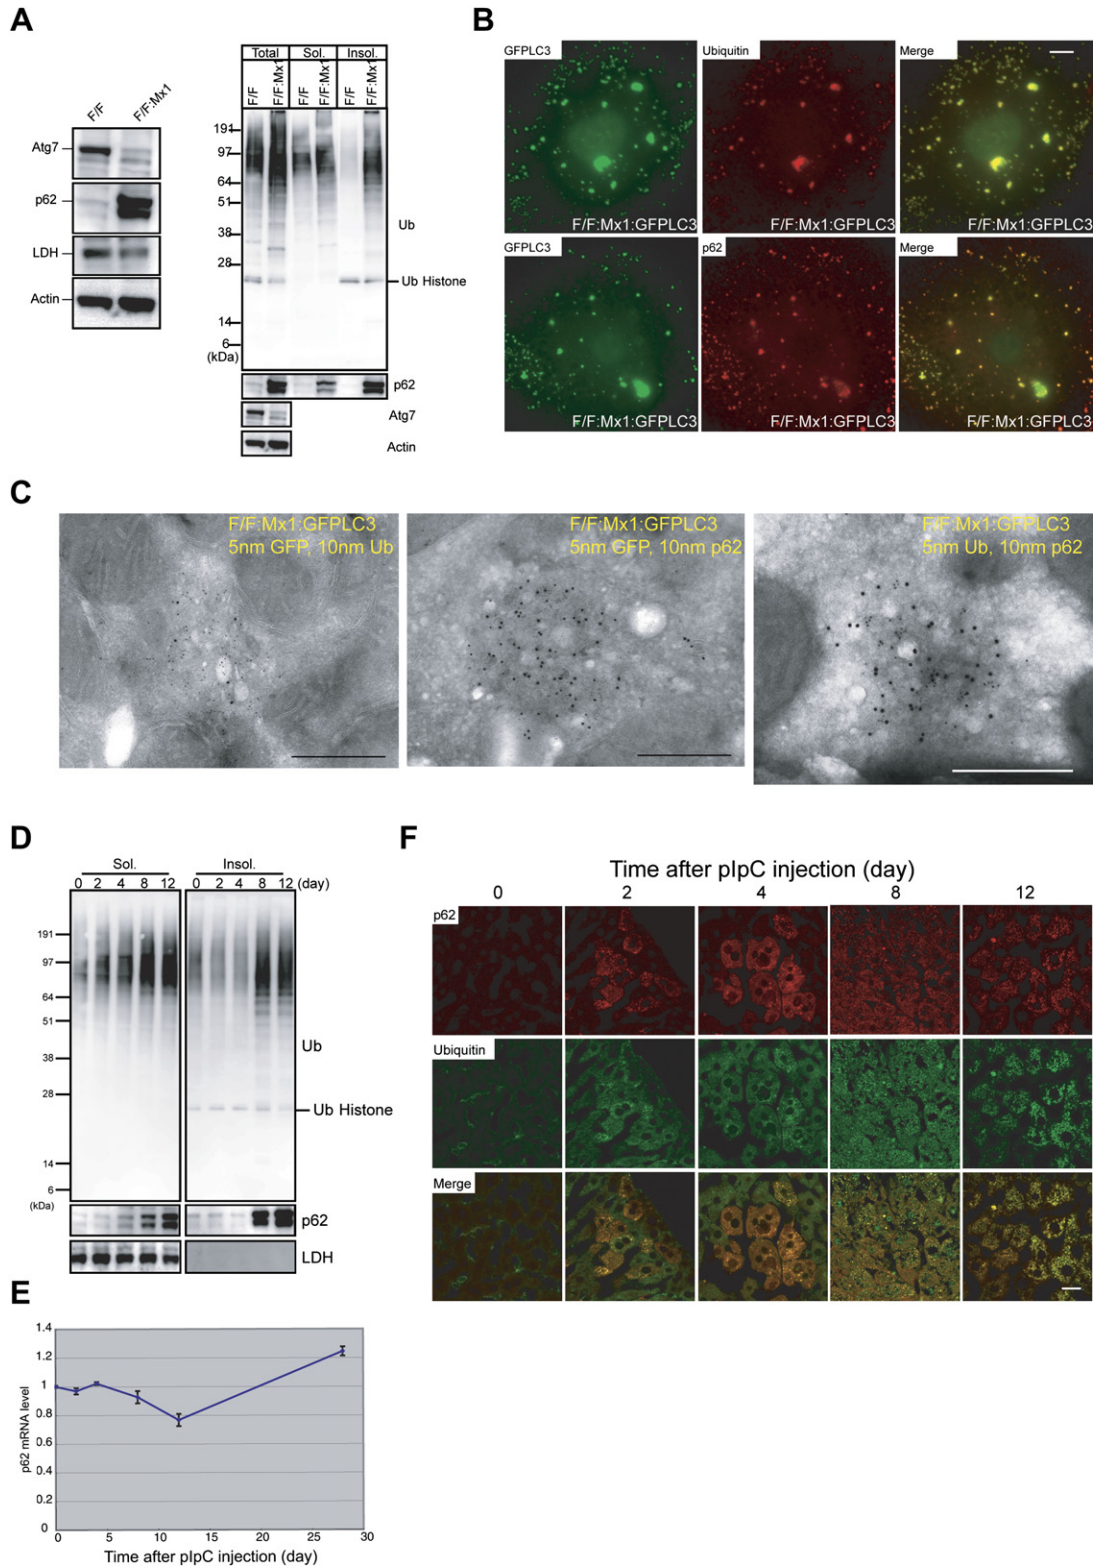 A
F/F
F/F:Mx1
Atg7
p62
LDH
Actin
Total
Sol.
Insol.
F/F
F/F:Mx1
F/F
F/F:Mx1
F/F
F/F:Mx1
191
97
64
51
38
28
14
6
(kDa)
Ub
Ub Histone
p62
Atg7
Actin
B
GFPLC3
Ubiquitin
Merge
F/F:Mx1:GFPLC3
F/F:Mx1:GFPLC3
F/F:Mx1:GFPLC3
GFPLC3
p62
Merge
F/F:Mx1:GFPLC3
F/F:Mx1:GFPLC3
F/F:Mx1:GFPLC3
C
F/F:Mx1:GFPLC3
5nm GFP, 10nm Ub
F/F:Mx1:GFPLC3
5nm GFP, 10nm p62
F/F:Mx1:GFPLC3
5nm Ub, 10nm p62
D
Sol.
Insol.
0 2 4 8 12 0 2 4 8 12 (day)
191
97
64
51
38
28
14
6
(kDa)
Ub
Ub Histone
p62
LDH
E
1.4
1.2
1
0.8
0.6
0.4
0.2
0
p62 mRNA level
0 5 10 15 20 25 30
Time after pIpC injection (day)
F
Time after pIpC injection (day)
0 2 4 8 12
p62
Ubiquitin
Merge